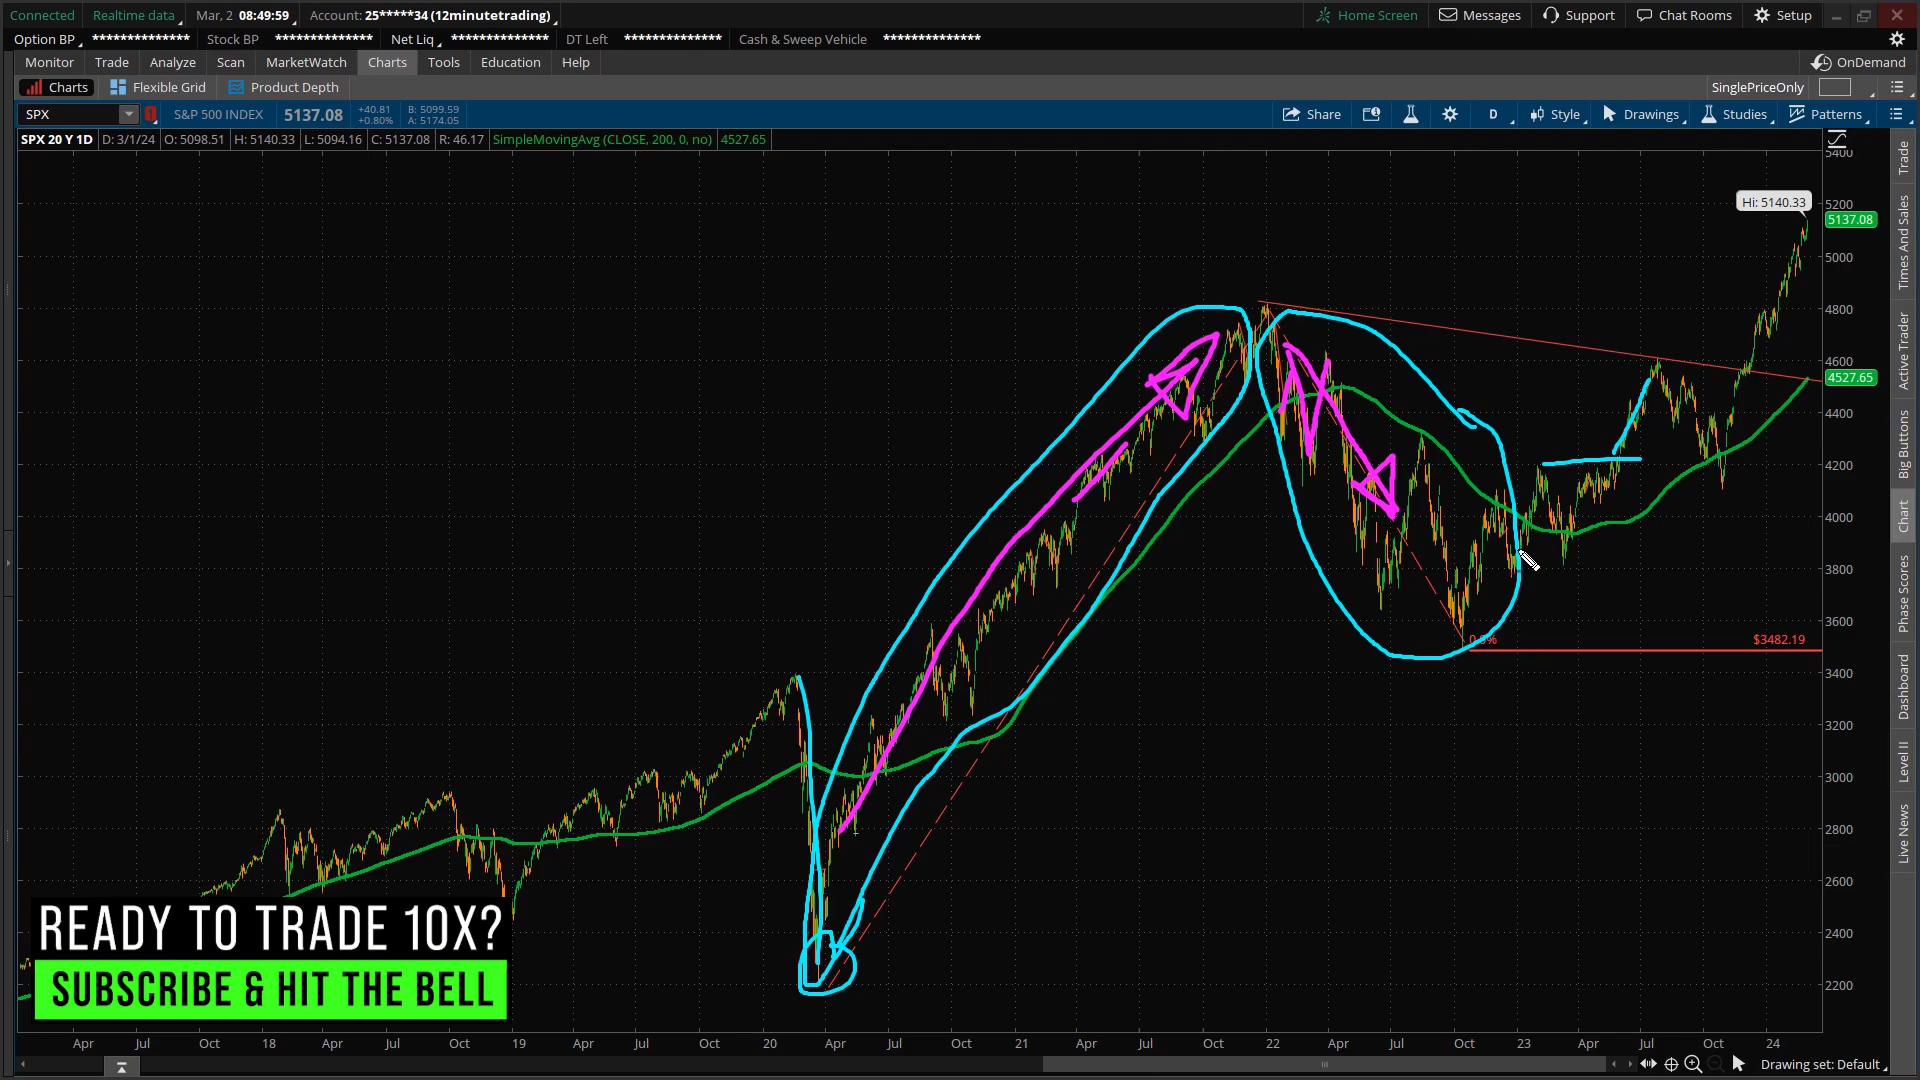 Connected Realtime data Mar, 2 08:49:59 Account: 25*****34 (12minutetrading) Home Screen Messages Support Chat Rooms Setup
Option BP ************** Stock BP ************** Net Liq ************** DT Left ************** Cash & Sweep Vehicle **************
Monitor Trade Analyze Scan MarketWatch Charts Tools Education Help OnDemand
Charts Flexible Grid Product Depth SinglePriceOnly
SPX S&P 500 INDEX 5137.08 +40.81 B: 5099.59 Share D Style Drawings Studies Patterns
+0.80% A: 5174.05
SPX 20 Y 1D D: 3/1/24 O: 5098.51 H: 5140.33 L: 5094.16 C: 5137.08 R: 46.17 SimpleMovingAvg (CLOSE, 200, 0, no) 4527.65
5400
Hi: 5140.33
5200
5137.08
5000
4800
4600
4527.65
4400
4200
4000
3800
3600
$3482.19
3400
3200
3000
2800
2600
2400
2200
Trade
Times And Sales
Active Trader
Big Buttons
Chart
Phase Scores
Dashboard
Level II
Live News
READY TO TRADE 10X?
SUBSCRIBE & HIT THE BELL
Apr Jul Oct 18 Apr Jul Oct 19 Apr Jul Oct 20 Apr Jul Oct 21 Apr Jul Oct 22 Apr Jul Oct 23 Apr Jul Oct 24
Drawing set: Default